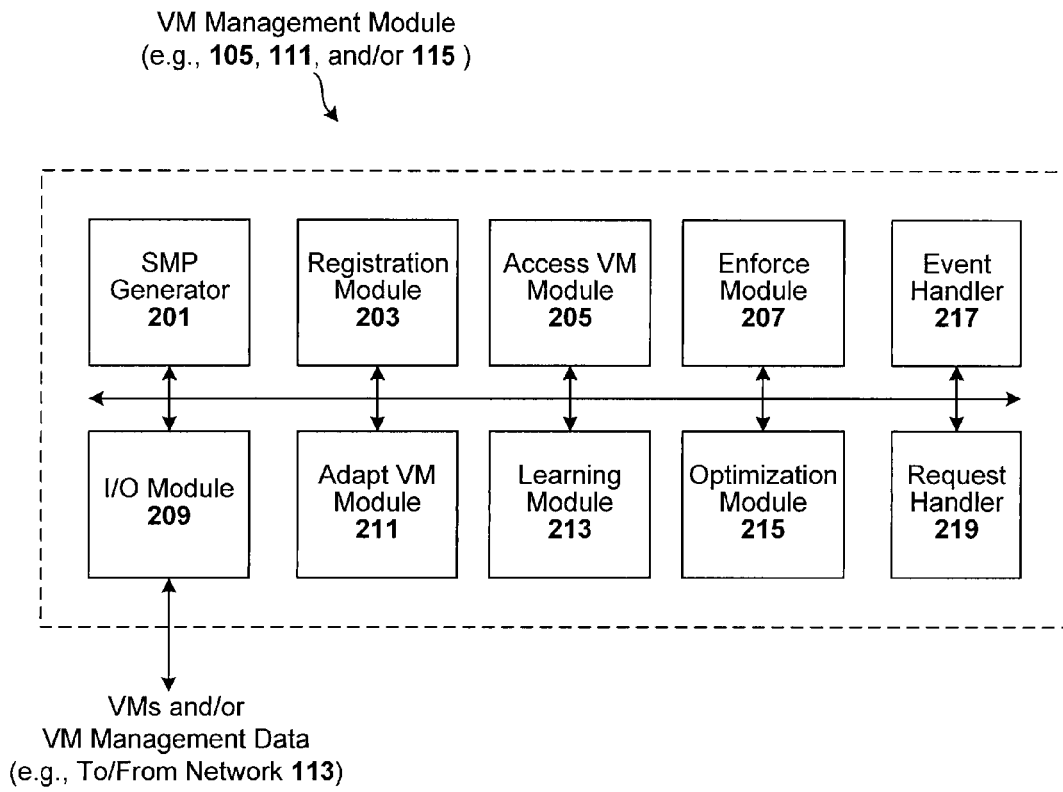 VM Management Module
(e.g., 105, 111, and/or 115 )
SMP
Generator
201
Registration
Module
203
Access VM
Module
205
Enforce
Module
207
Event
Handler
217
I/O Module
209
Adapt VM
Module
211
Learning
Module
213
Optimization
Module
215
Request
Handler
219
VMs and/or
VM Management Data
(e.g., To/From Network 113)